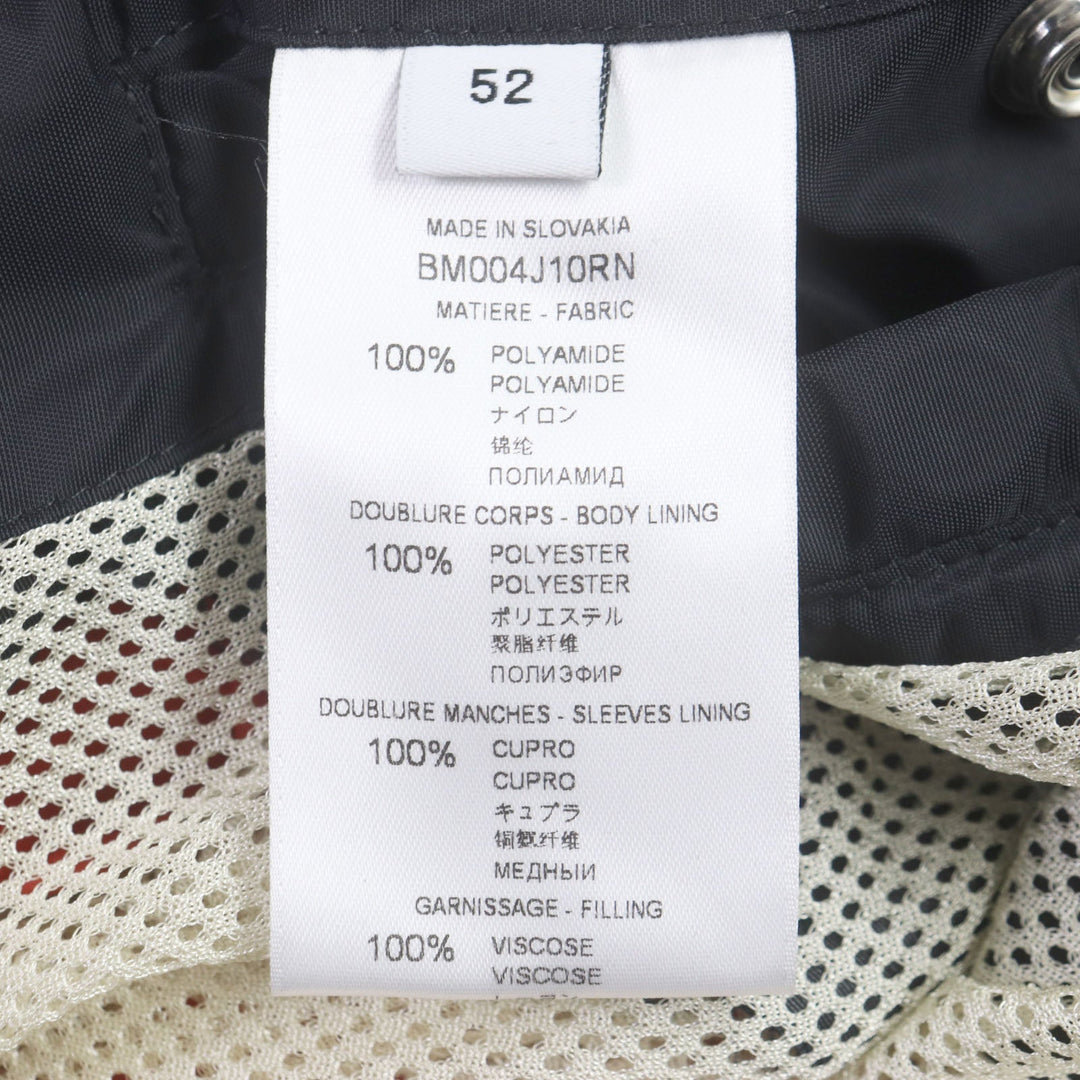 52
MADE IN SLOVAKIA
BM004J10RN
MATIERE - FABRIC
100% POLYAMIDE
POLYAMIDE
ナイロン
锦纶
ПОЛИАМИД
DOUBLURE CORPS - BODY LINING
100% POLYESTER
POLYESTER
ポリエステル
聚脂纤维
ПОЛИЭФИР
DOUBLURE MANCHES - SLEEVES LINING
100% CUPRO
CUPRO
キュプラ
铜氨纤维
МЕДНЫИ
GARNISSAGE - FILLING
100% VISCOSE
VISCOSE